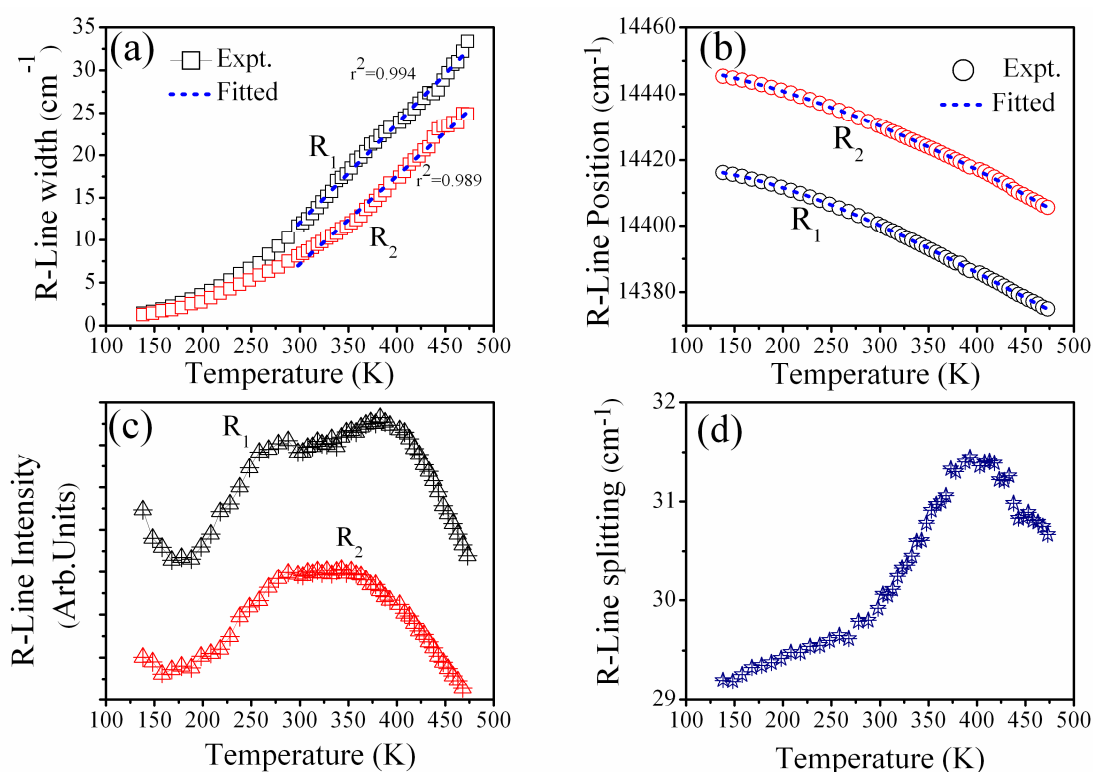 (a)
Expt.
Fitted
r²=0.994
R₁
r²=0.989
R₂
R-Line width (cm⁻¹)
35
30
25
20
15
10
5
0
100 150 200 250 300 350 400 450 500
Temperature (K)
(b)
Expt.
Fitted
R₂
R₁
R-Line Position (cm⁻¹)
14460
14440
14420
14400
14380
100 150 200 250 300 350 400 450 500
Temperature (K)
(c)
R₁
R₂
R-Line Intensity
(Arb.Units)
100 150 200 250 300 350 400 450 500
Temperature (K)
(d)
R-Line splitting (cm⁻¹)
32
31
30
29
100 150 200 250 300 350 400 450 500
Temperature (K)